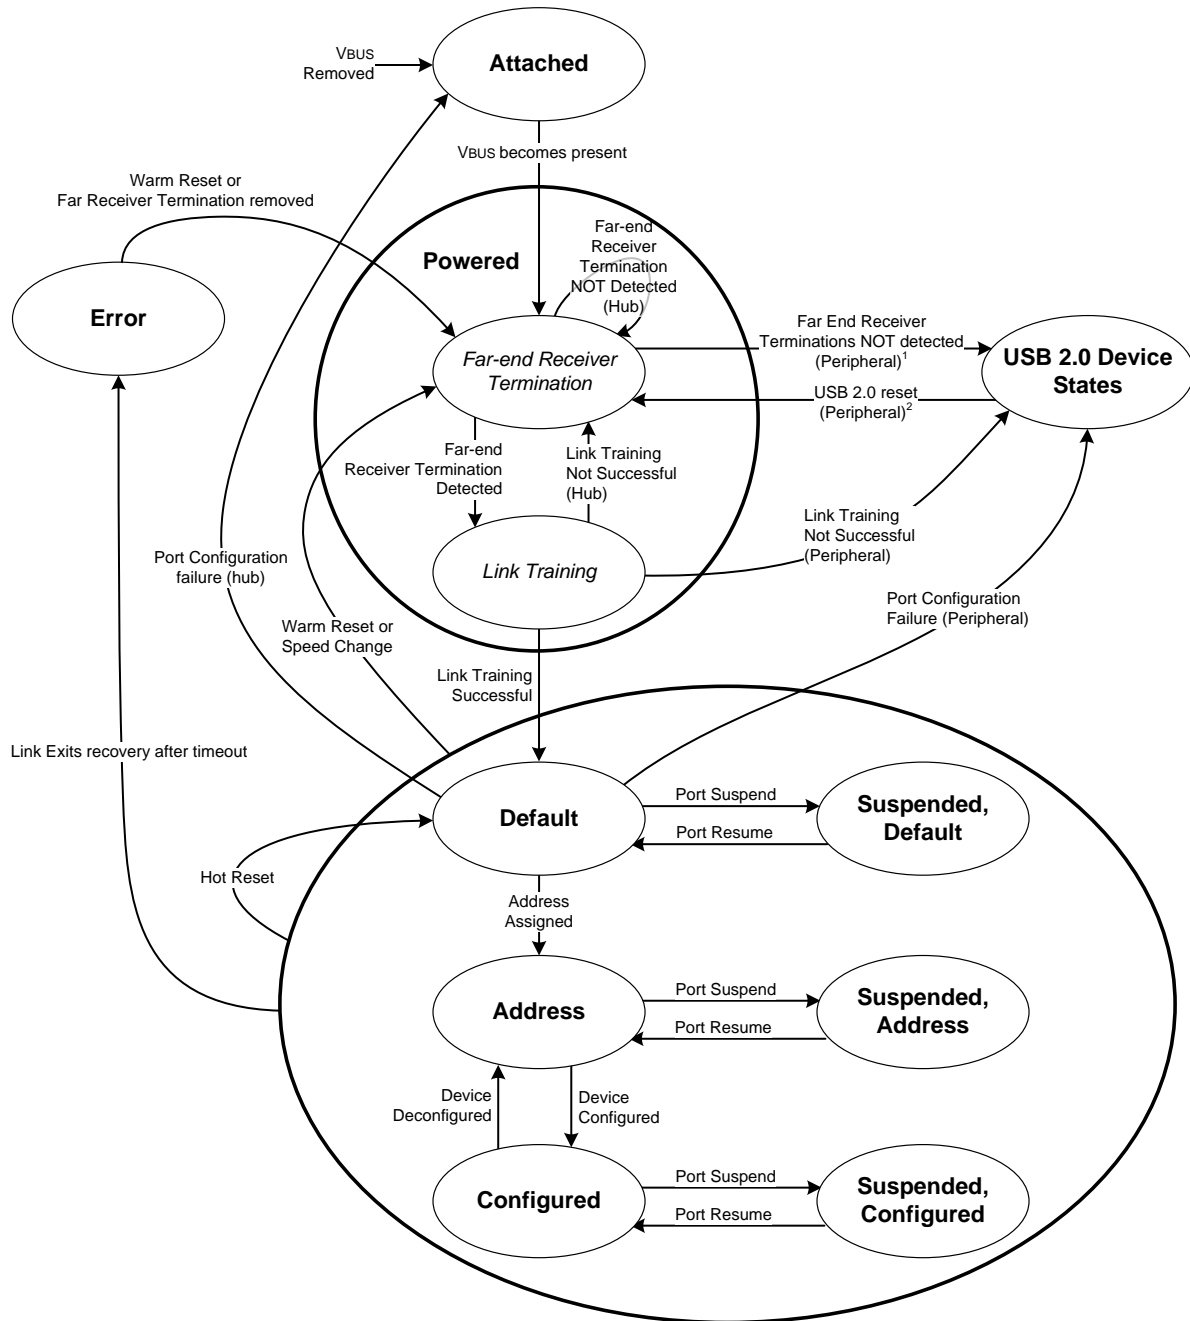 VBUS
Removed
Attached
VBUS becomes present
Warm Reset or
Far Receiver Termination removed
Powered
Far-end
Receiver
Termination
NOT Detected
(Hub)
Error
Far-end Receiver
Termination
Far End Receiver
Terminations NOT detected
(Peripheral)1
USB 2.0 reset
(Peripheral)2
USB 2.0 Device
States
Far-end
Receiver Termination
Detected
Link Training
Not Successful
(Hub)
Link Training
Link Training
Not Successful
(Peripheral)
Port Configuration
failure (hub)
Port Configuration
Failure (Peripheral)
Warm Reset or
Speed Change
Link Training
Successful
Link Exits recovery after timeout
Default
Port Suspend
Port Resume
Suspended,
Default
Hot Reset
Address
Assigned
Address
Port Suspend
Port Resume
Suspended,
Address
Device
Deconfigured
Device
Configured
Configured
Port Suspend
Port Resume
Suspended,
Configured